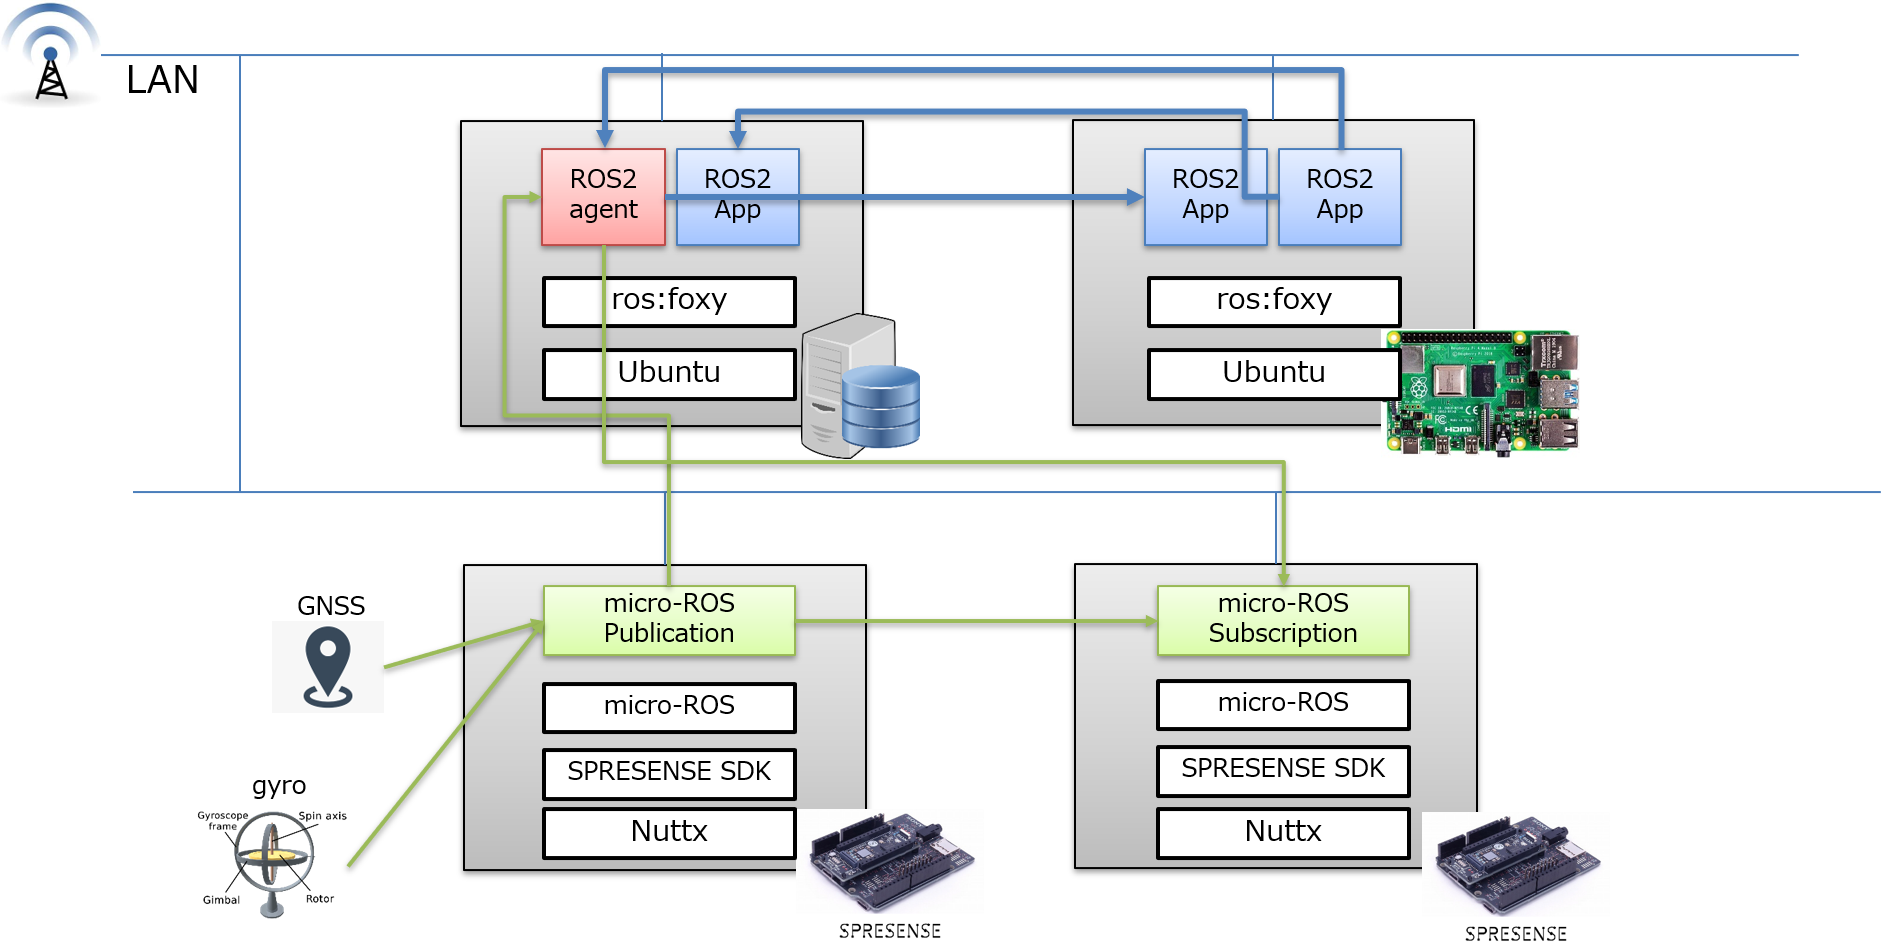 LAN
ROS2
agent
ROS2
App
ROS2
App
ROS2
App
ros:foxy
ros:foxy
Ubuntu
Ubuntu
HDMI
GNSS
micro-ROS
Publication
micro-ROS
Subscription
micro-ROS
micro-ROS
SPRESENSE SDK
SPRESENSE SDK
gyro
Gyroscope
frame
Spin axis
Gimbal
Rotor
Nuttx
Nuttx
SPRESENSE
SPRESENSE